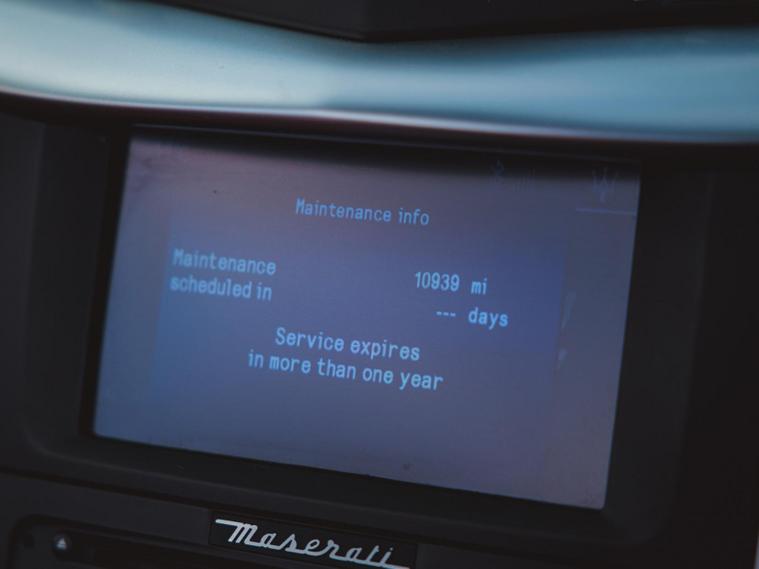 Maintenance info
Maintenance
scheduled in
10939 mi
--- days
Service expires
in more than one year
Maserati